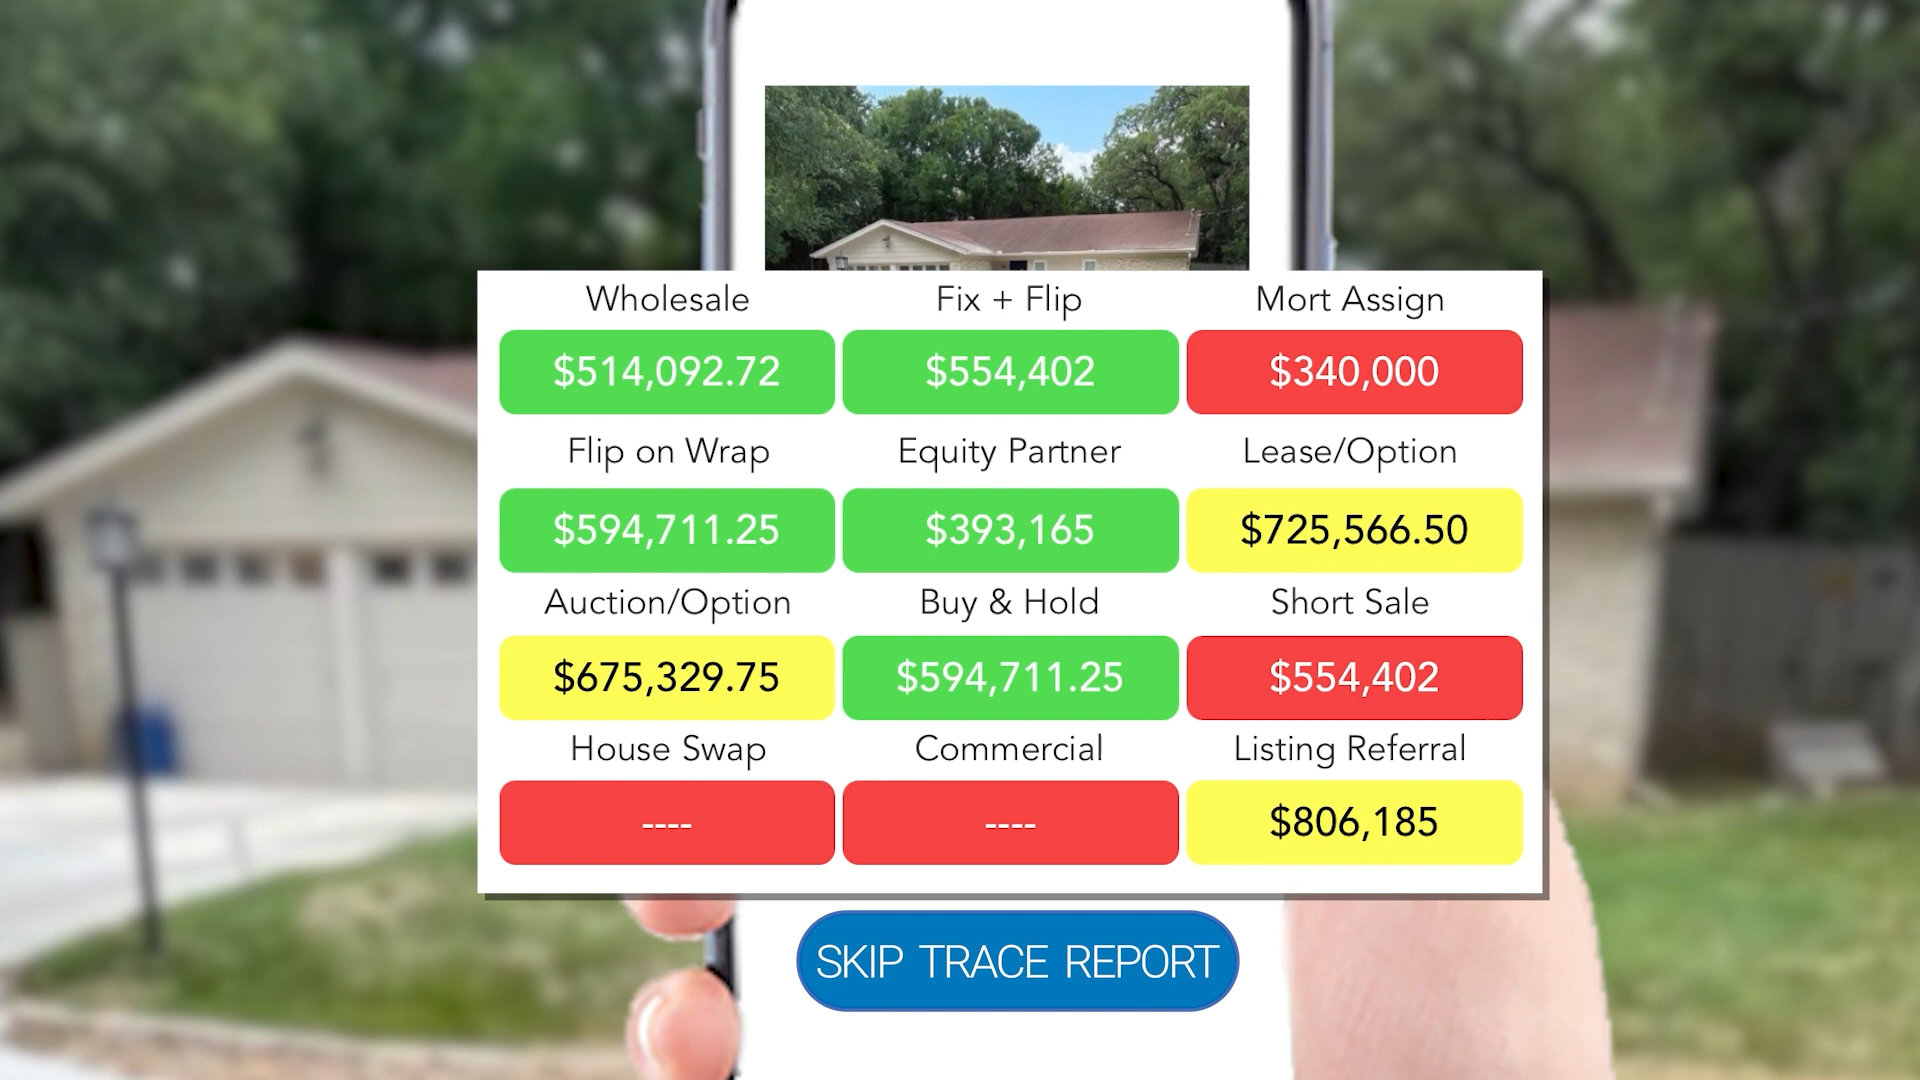 Wholesale Fix + Flip Mort Assign
$514,092.72 $554,402 $340,000
Flip on Wrap Equity Partner Lease/Option
$594,711.25 $393,165 $725,566.50
Auction/Option Buy & Hold Short Sale
$675,329.75 $594,711.25 $554,402
House Swap Commercial Listing Referral
---- ---- $806,185
SKIP TRACE REPORT